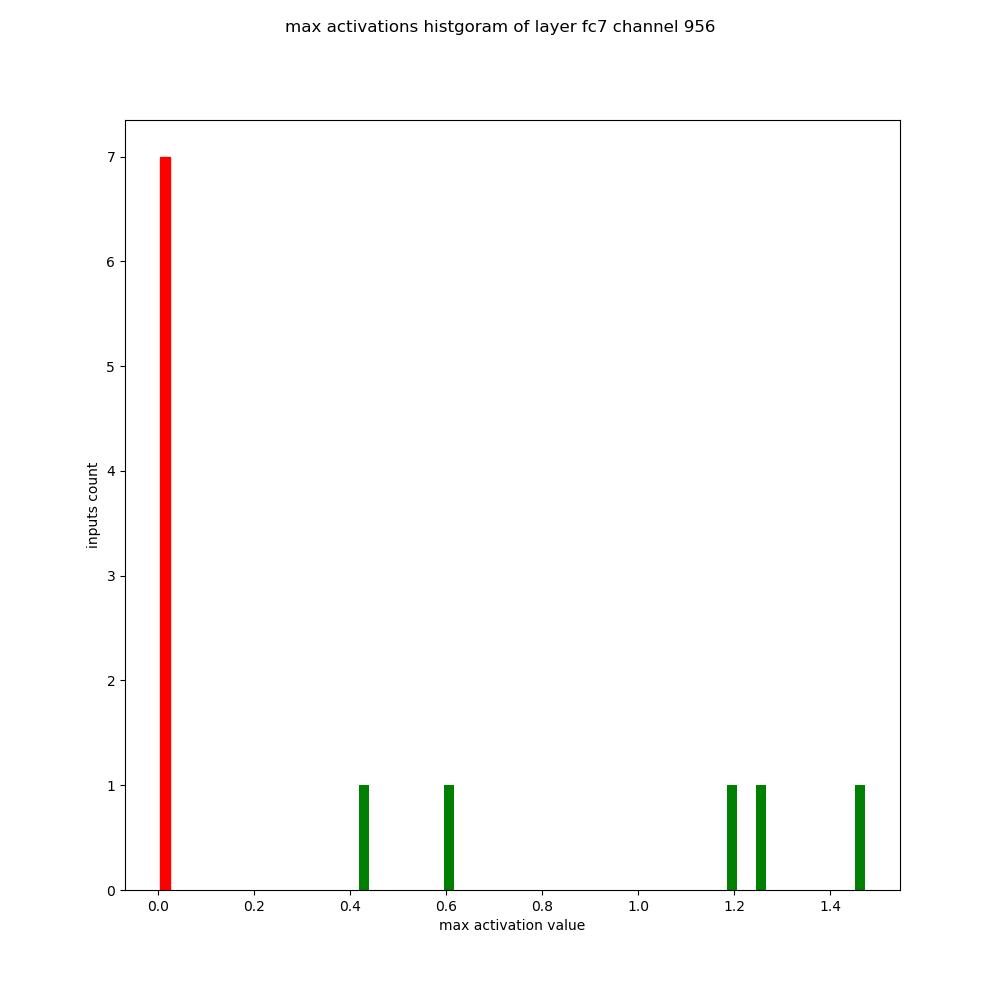 max activations histgoram of layer fc7 channel 956
7
6
5
4
3
2
1
0
inputs count
0.0 0.2 0.4 0.6 0.8 1.0 1.2 1.4
max activation value